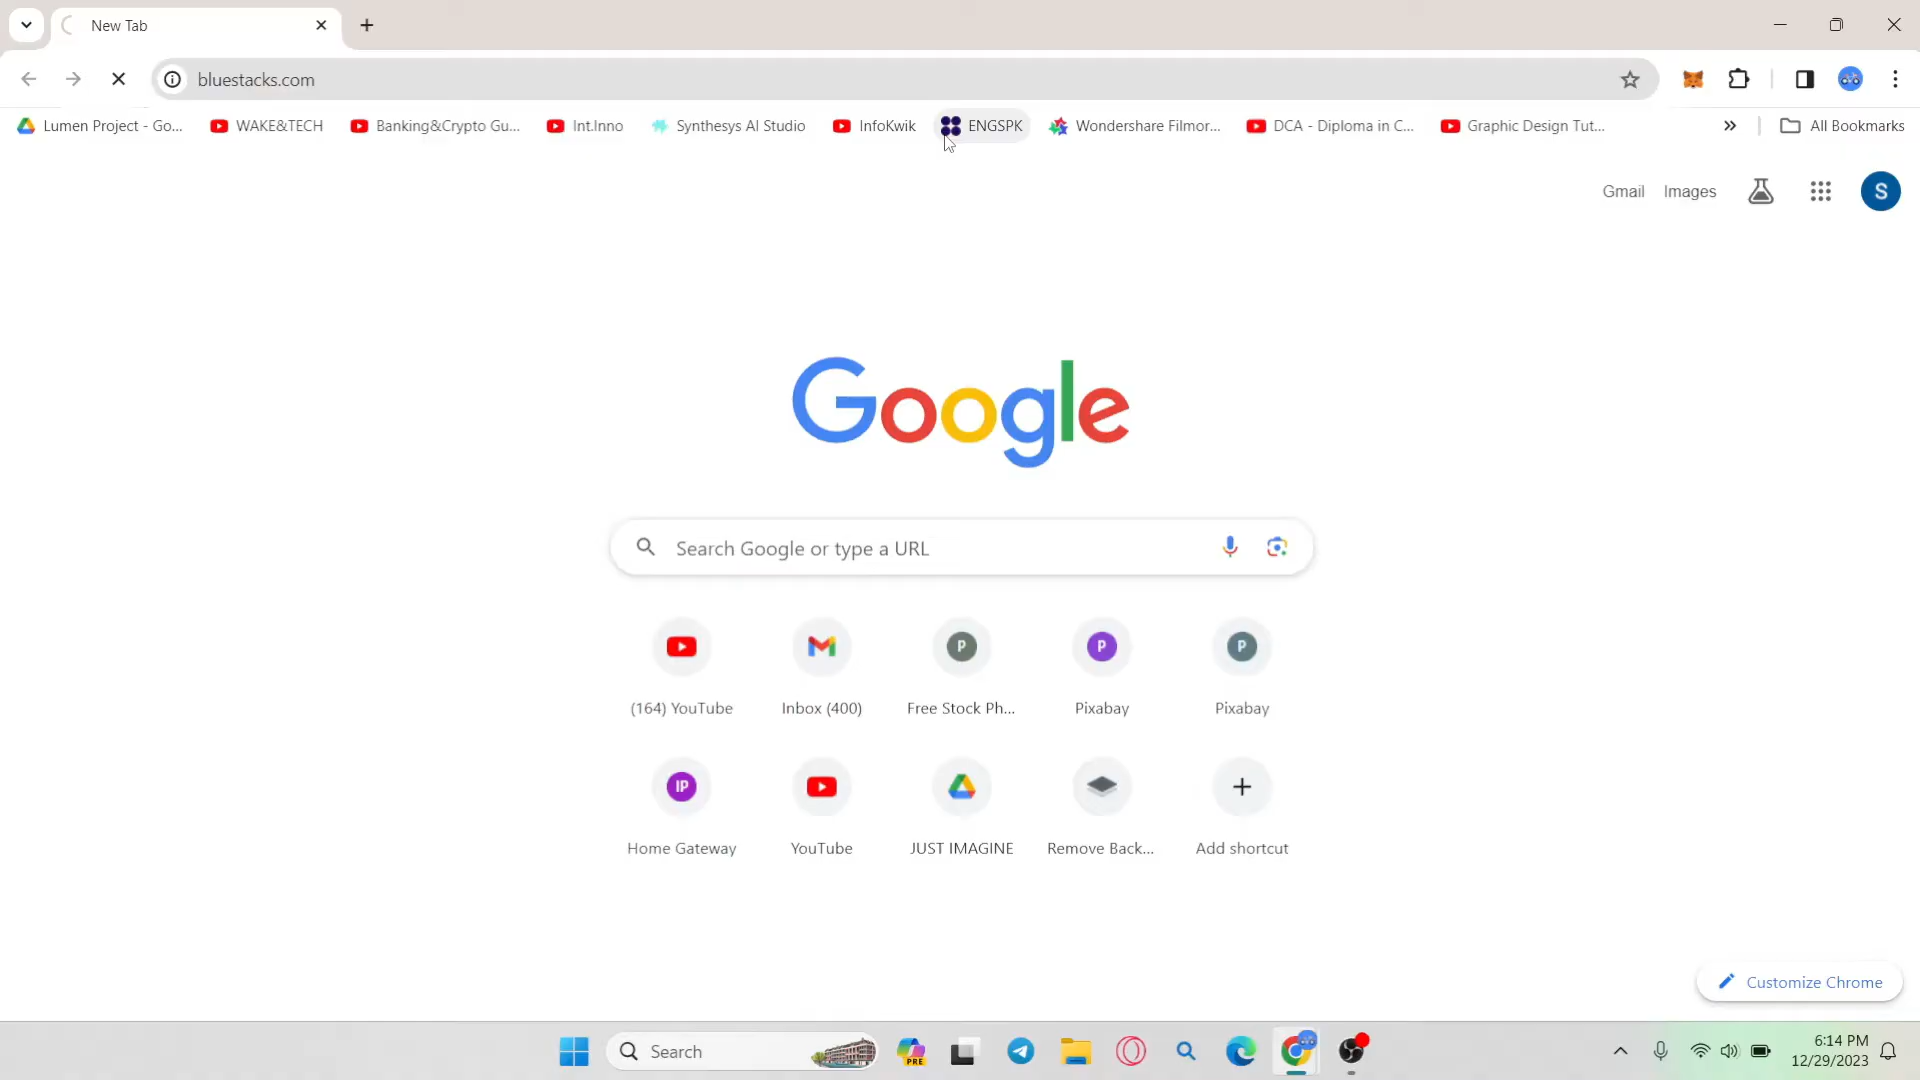 New Tab
bluestacks.com
Lumen Project - Go... WAKE&TECH Banking&Crypto Gu... Int.Inno Synthesys AI Studio InfoKwik ENGSPK Wondershare Filmor... DCA - Diploma in C... Graphic Design Tut... All Bookmarks
Gmail Images S
Google
Search Google or type a URL
P P P
(164) YouTube Inbox (400) Free Stock Ph... Pixabay Pixabay
IP
Home Gateway YouTube JUST IMAGINE Remove Back... Add shortcut
Customize Chrome
Search PRE 6:14 PM
12/29/2023